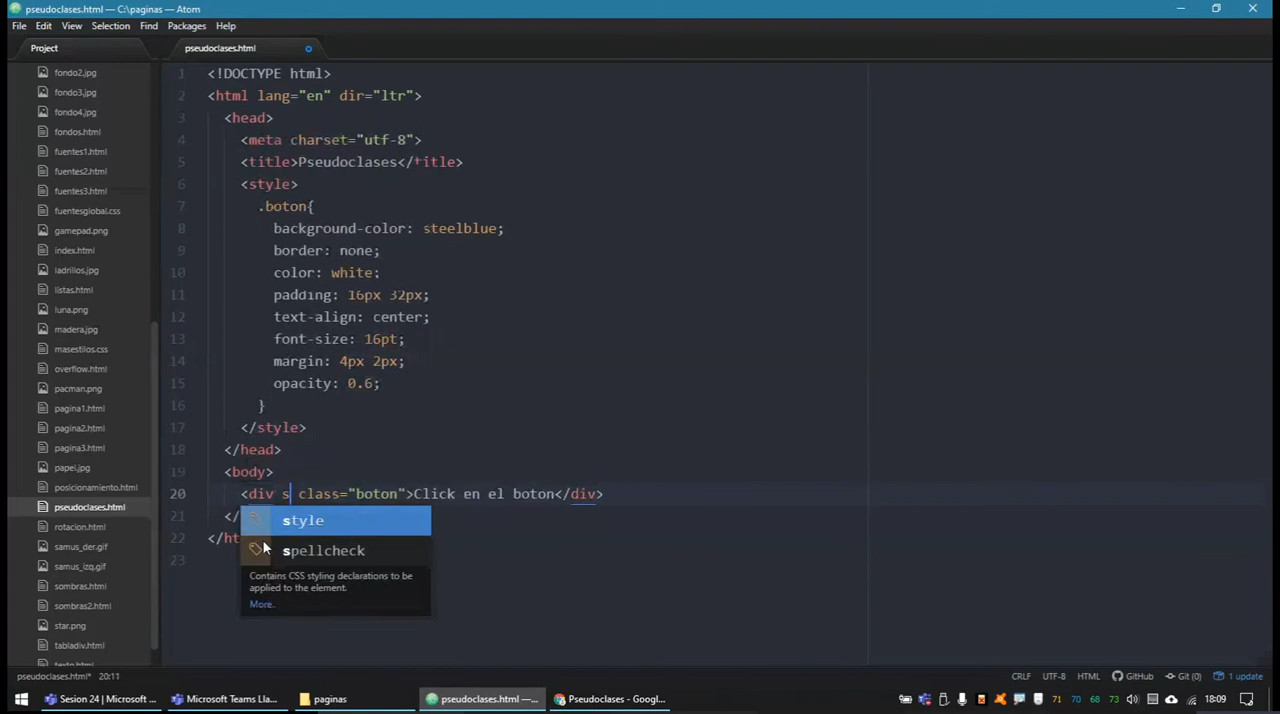 pseudoclases.html — C:\paginas — Atom
File Edit View Selection Find Packages Help
Project
pseudoclases.html
fondo2.jpg
fondo3.jpg
fondo4.jpg
fondos.html
fuentes1.html
fuentes2.html
fuentes3.html
fuentesglobal.css
gamepad.png
index.html
ladrillos.jpg
listas.html
luna.png
madera.jpg
masestilos.css
overflow.html
pacman.png
pagina1.html
pagina2.html
pagina3.html
papel.jpg
posicionamiento.html
pseudoclases.html
rotacion.html
samus_der.gif
samus_izq.gif
sombras.html
sombras2.html
star.png
tabladiv.html
texto.html
1 <!DOCTYPE html>
2 <html lang="en" dir="ltr">
3 <head>
4 <meta charset="utf-8">
5 <title>Pseudoclases</title>
6 <style>
7 .boton{
8 background-color: steelblue;
9 border: none;
10 color: white;
11 padding: 16px 32px;
12 text-align: center;
13 font-size: 16pt;
14 margin: 4px 2px;
15 opacity: 0.6;
16 }
17 </style>
18 </head>
19 <body>
20 <div s class="boton">Click en el boton</div>
21 </
22 </ht
23
style
spellcheck
Contains CSS styling declarations to be
applied to the element.
More..
pseudoclases.html* 20:11 CRLF UTF-8 HTML GitHub Git (0) 1 update
Sesion 24 | Microsoft ... Microsoft Teams Lla... paginas pseudoclases.html —... Pseudoclases - Googl... 71 70 68 73 18:09